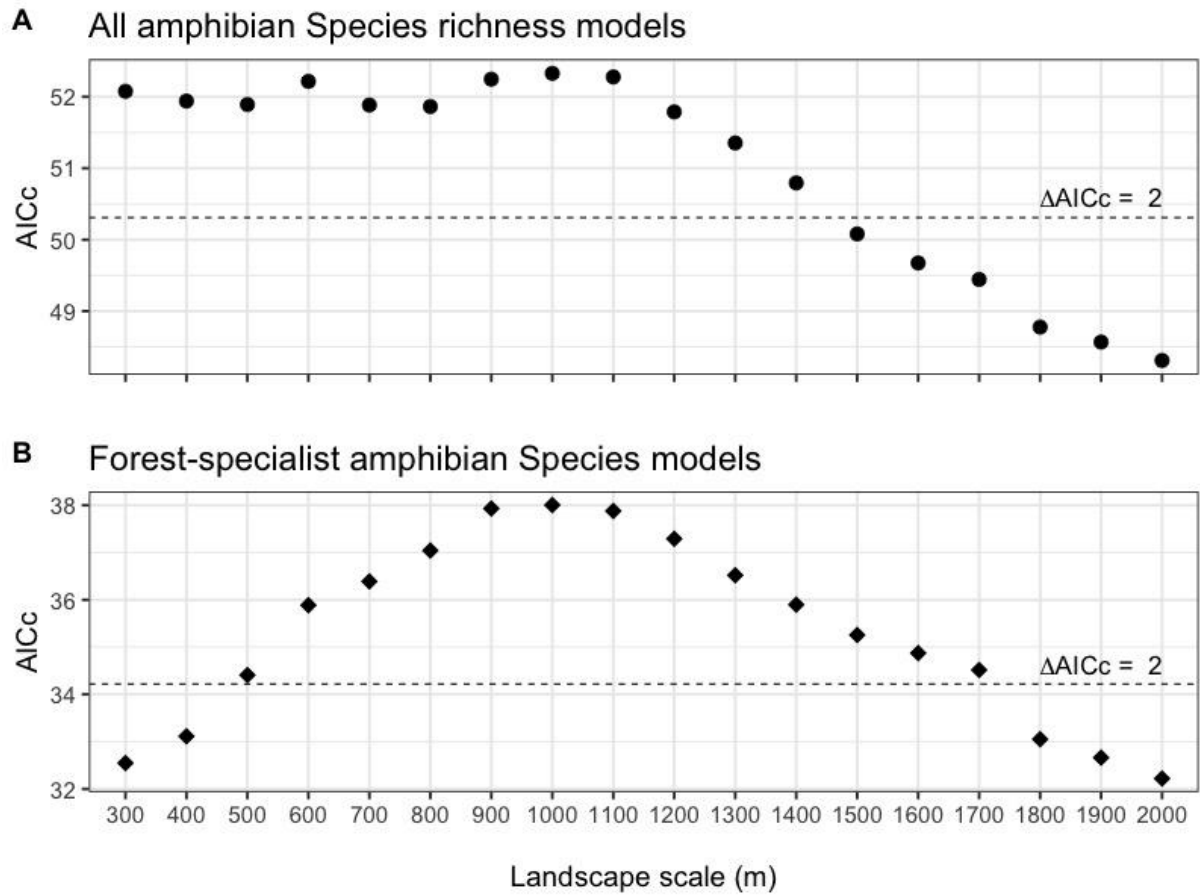 A All amphibian Species richness models
52
51
50
49
AICc
ΔAICc = 2
B Forest-specialist amphibian Species models
38
36
34
32
AICc
ΔAICc = 2
300 400 500 600 700 800 900 1000 1100 1200 1300 1400 1500 1600 1700 1800 1900 2000
Landscape scale (m)